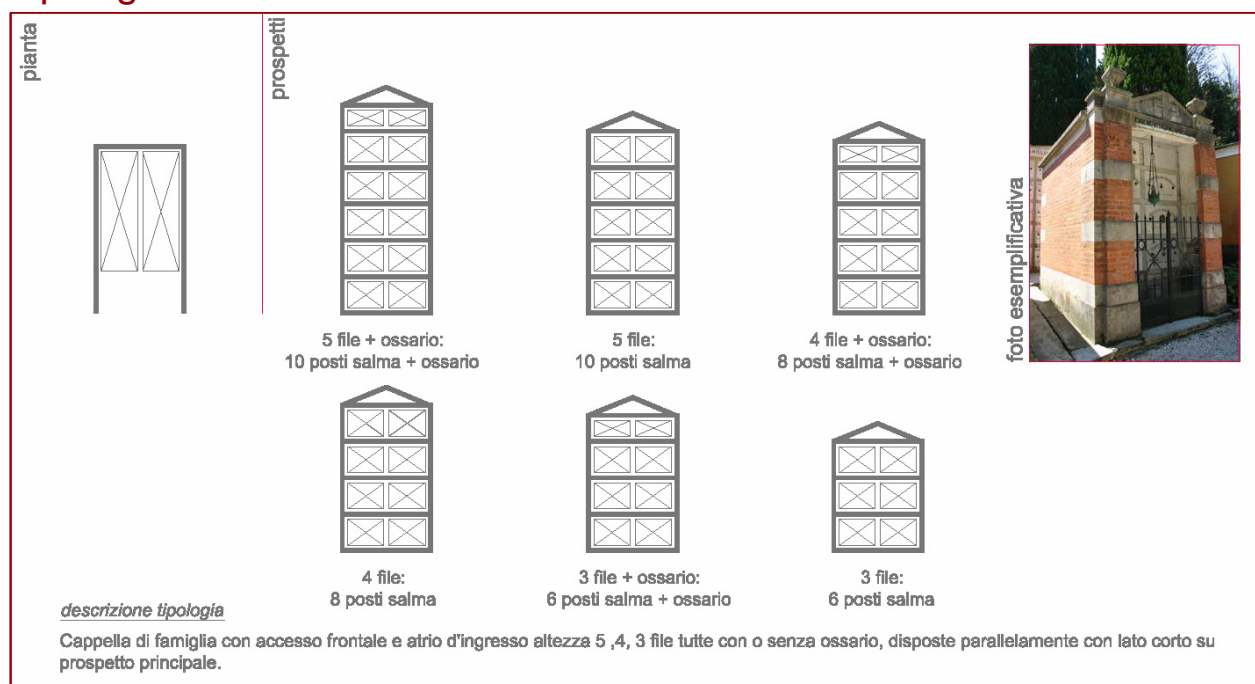 pianta
prospetti
foto esemplificativa
5 file + ossario:
10 posti salma + ossario
5 file:
10 posti salma
4 file + ossario:
8 posti salma + ossario
4 file:
8 posti salma
3 file + ossario:
6 posti salma + ossario
3 file:
6 posti salma
descrizione tipologia
Cappella di famiglia con accesso frontale e atrio d'ingresso altezza 5 ,4, 3 file tutte con o senza ossario, disposte parallelamente con lato corto su
prospetto principale.